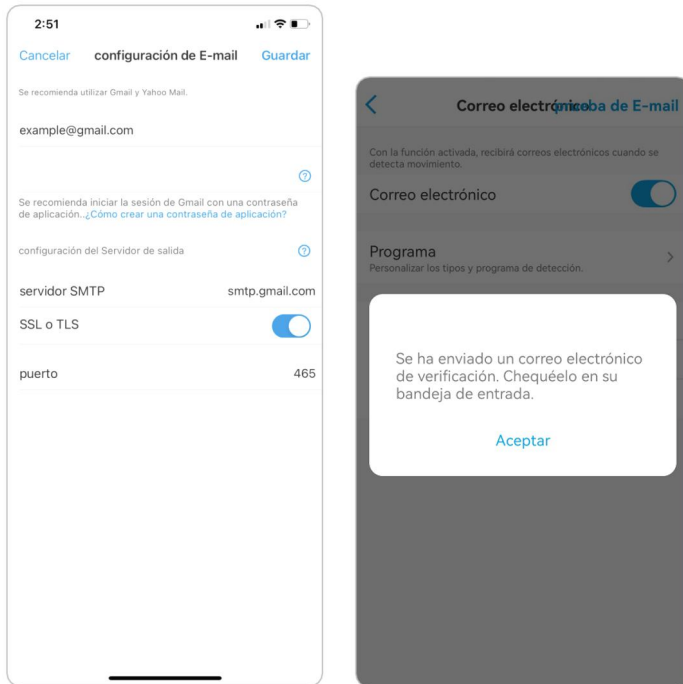 2:51
Cancelar configuración de E-mail Guardar
Se recomienda utilizar Gmail y Yahoo Mail.
example@gmail.com
Se recomienda iniciar la sesión de Gmail con una contraseña
de aplicación..¿Cómo crear una contraseña de aplicación?
configuración del Servidor de salida
servidor SMTP smtp.gmail.com
SSL o TLS
puerto 465
Correo electrónico prueba de E-mail
Con la función activada, recibirá correos electrónicos cuando se
detecta movimiento.
Correo electrónico
Programa
Personalizar los tipos y programa de detección.
Se ha enviado un correo electrónico
de verificación. Chequéelo en su
bandeja de entrada.
Aceptar